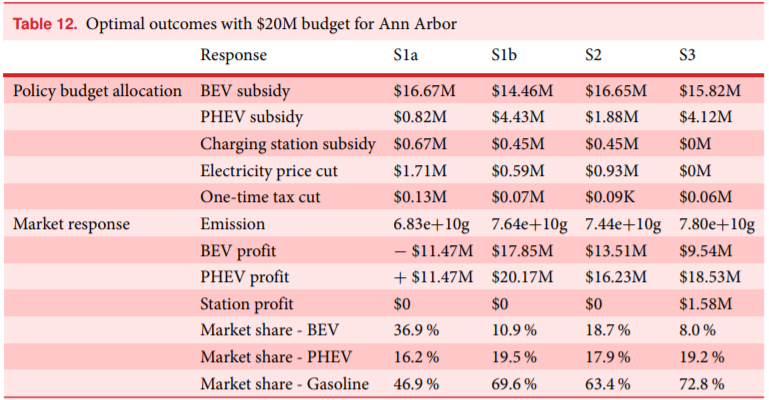 Table 12. Optimal outcomes with $20M budget for Ann Arbor
Response S1a S1b S2 S3
Policy budget allocation BEV subsidy $16.67M $14.46M $16.65M $15.82M
PHEV subsidy $0.82M $4.43M $1.88M $4.12M
Charging station subsidy $0.67M $0.45M $0.45M $0M
Electricity price cut $1.71M $0.59M $0.93M $0M
One-time tax cut $0.13M $0.07M $0.09K $0.06M
Market response Emission 6.83e+10g 7.64e+10g 7.44e+10g 7.80e+10g
BEV profit − $11.47M $17.85M $13.51M $9.54M
PHEV profit + $11.47M $20.17M $16.23M $18.53M
Station profit $0 $0 $0 $1.58M
Market share - BEV 36.9 % 10.9 % 18.7 % 8.0 %
Market share - PHEV 16.2 % 19.5 % 17.9 % 19.2 %
Market share - Gasoline 46.9 % 69.6 % 63.4 % 72.8 %